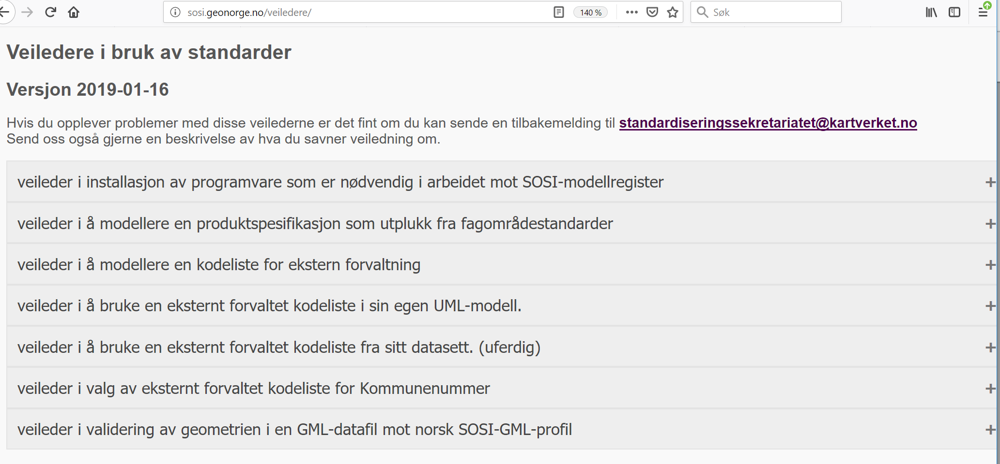 sosi.geonorge.no/veiledere/
140 %
Søk
Veiledere i bruk av standarder
Versjon 2019-01-16
Hvis du opplever problemer med disse veilederne er det fint om du kan sende en tilbakemelding til standardiseringssekretariatet@kartverket.no
Send oss også gjerne en beskrivelse av hva du savner veiledning om.
veileder i installasjon av programvare som er nødvendig i arbeidet mot SOSI-modellregister
+
veileder i å modellere en produktspesifikasjon som utplukk fra fagområdestandarder
+
veileder i å modellere en kodeliste for ekstern forvaltning
+
veileder i å bruke en eksternt forvaltet kodeliste i sin egen UML-modell.
+
veileder i å bruke en eksternt forvaltet kodeliste fra sitt datasett. (uferdig)
+
veileder i valg av eksternt forvaltet kodeliste for Kommunenummer
+
veileder i validering av geometrien i en GML-datafil mot norsk SOSI-GML-profil
+